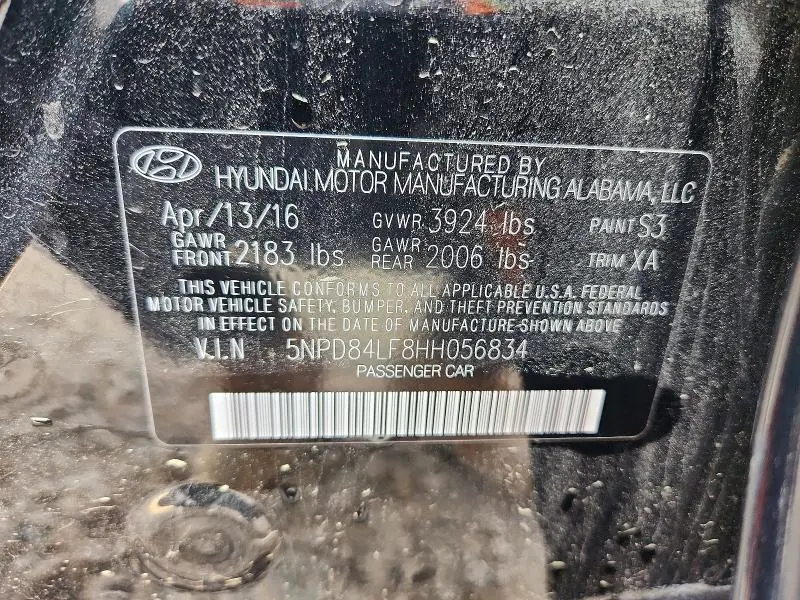 MANUFACTURED BY
HYUNDAI MOTOR MANUFACTURING ALABAMA, LLC
Apr/13/16 GVWR 3924 lbs PAINT S3
GAWR FRONT 2183 lbs GAWR REAR 2006 lbs TRIM XA
THIS VEHICLE CONFORMS TO ALL APPLICABLE U.S.A. FEDERAL
MOTOR VEHICLE SAFETY, BUMPER, AND THEFT PREVENTION STANDARDS
IN EFFECT ON THE DATE OF MANUFACTURE SHOWN ABOVE
V.I.N 5NPD84LF8HH056834
PASSENGER CAR